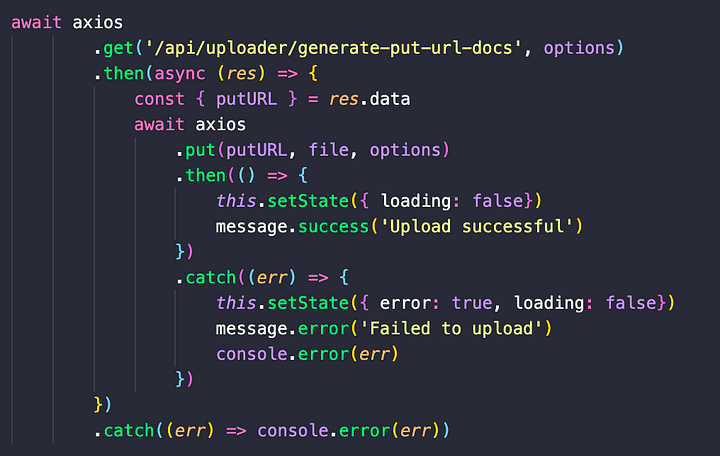 await axios
.get('/api/uploader/generate-put-url-docs', options)
.then(async (res) => {
const { putURL } = res.data
await axios
.put(putURL, file, options)
.then(() => {
this.setState({ loading: false})
message.success('Upload successful')
})
.catch((err) => {
this.setState({ error: true, loading: false})
message.error('Failed to upload')
console.error(err)
})
})
.catch((err) => console.error(err))